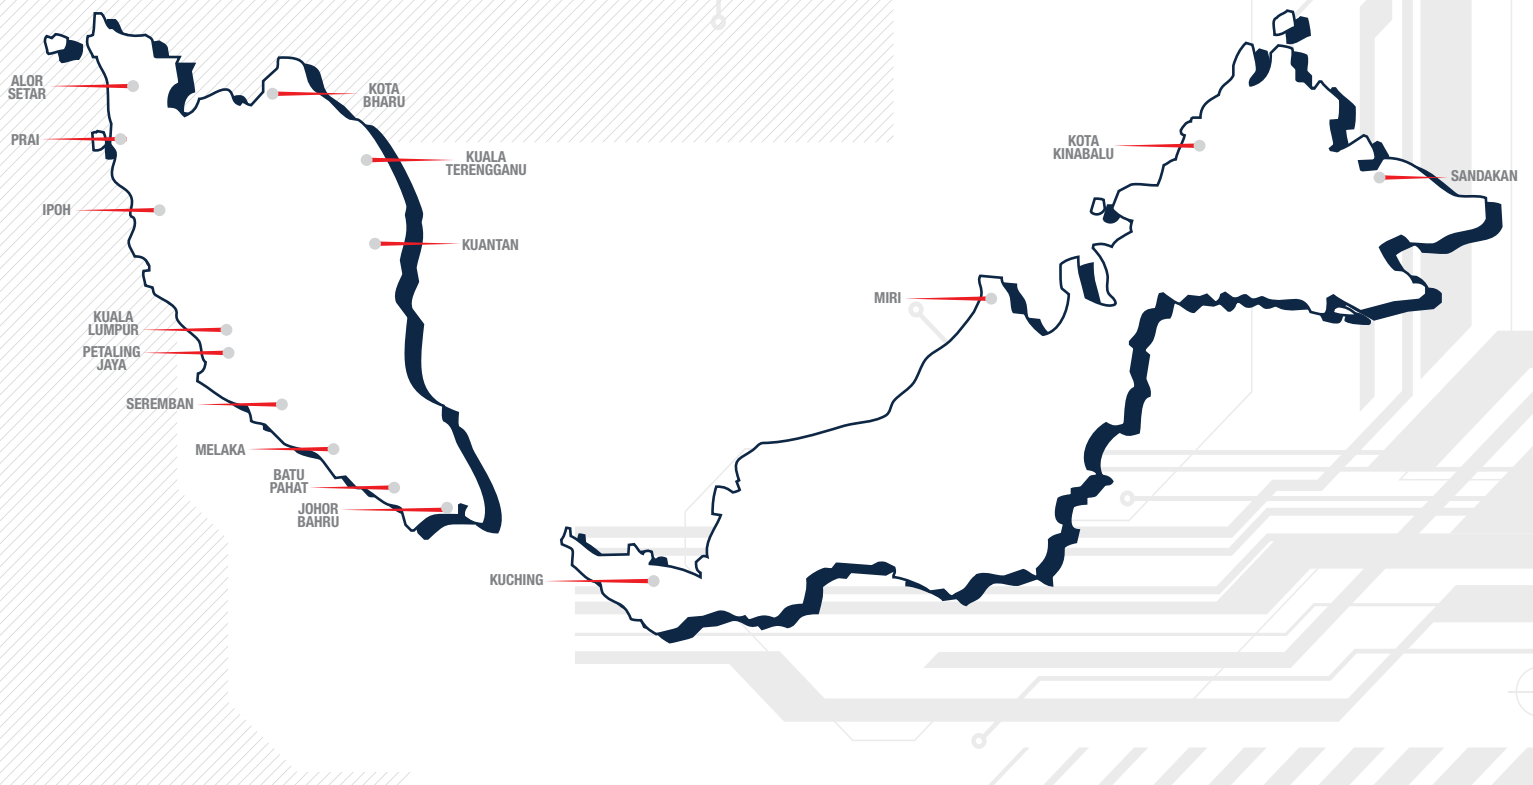 ALOR
SETAR
PRAI
IPOH
KUALA
LUMPUR
PETALING
JAYA
SEREMBAN
MELAKA
BATU
PAHAT
JOHOR
BAHRU
KOTA
BHARU
KUALA
TERENGGANU
KUANTAN
KUCHING
MIRI
KOTA
KINABALU
SANDAKAN